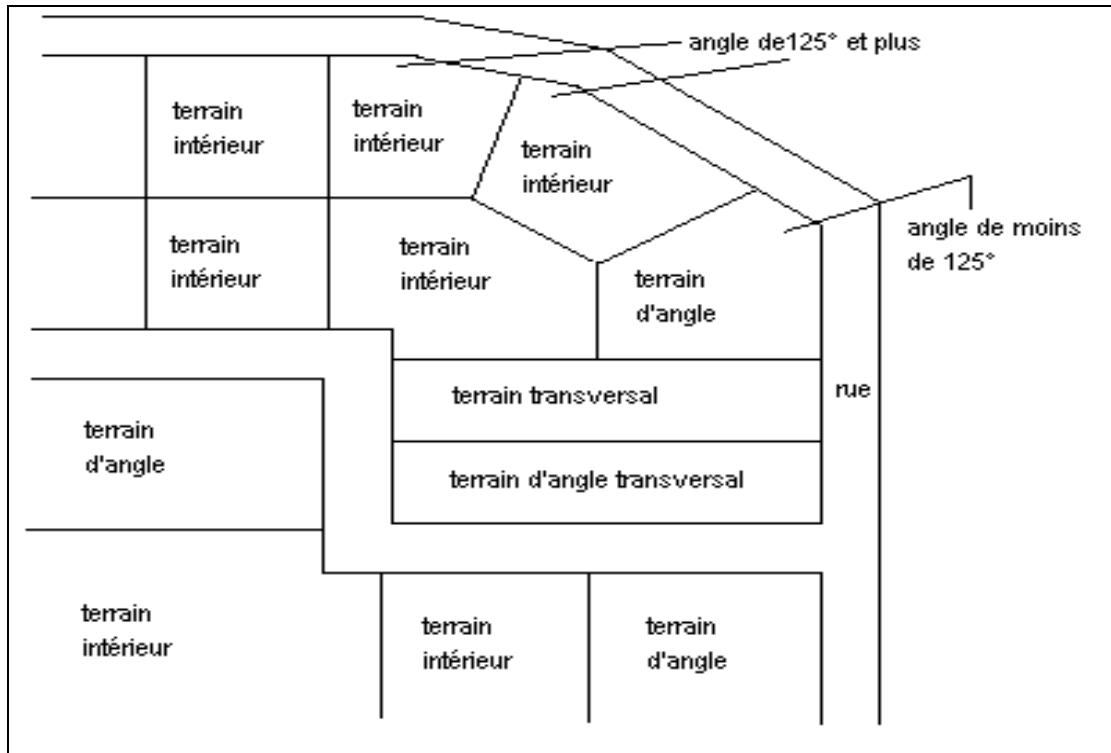 angle de125° et plus
terrain
intérieur
terrain
intérieur
terrain
intérieur
angle de moins
de 125°
terrain
intérieur
terrain
intérieur
terrain
d'angle
terrain transversal
rue
terrain
d'angle
terrain d'angle transversal
terrain
intérieur
terrain
intérieur
terrain
d'angle